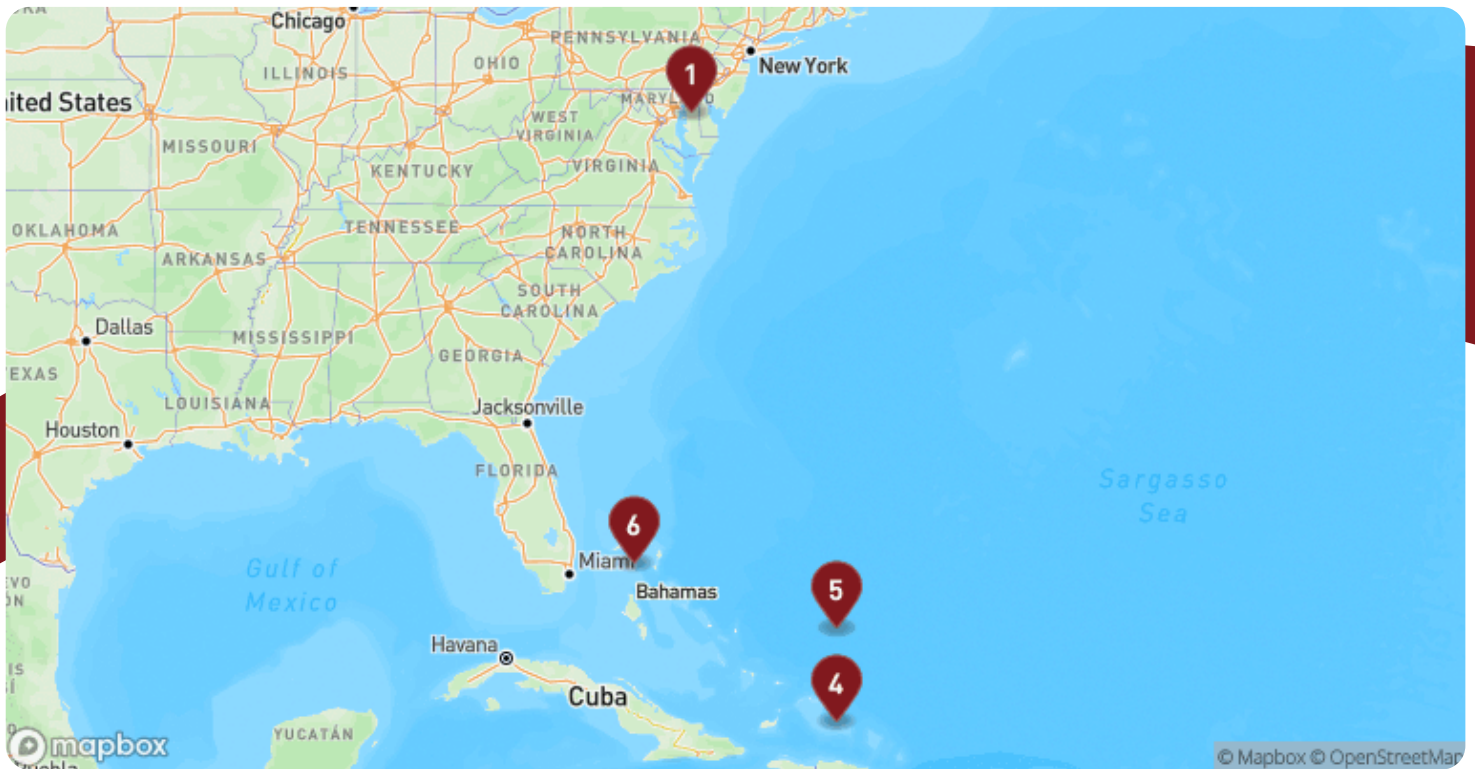 Chicago
PENNSYLVANIA
New York
OHIO
ILLINOIS
1
MARYL
D
ited States
WEST
VIRGINIA
MISSOURI
KENTUCKY
VIRGINIA
OKLAHOMA
TENNESSEE
NORTH
CAROLINA
ARKANSAS
SOUTH
CAROLINA
Dallas
MISSISSIPPI
GEORGIA
EXAS
LOUISIANA
Jacksonville
Houston
FLORIDA
Sargasso
Sea
6
Miami
Gulf of
Mexico
Bahamas
5
Havana
4
Cuba
YUCATÁN
mapbox
© Mapbox © OpenStreetMap